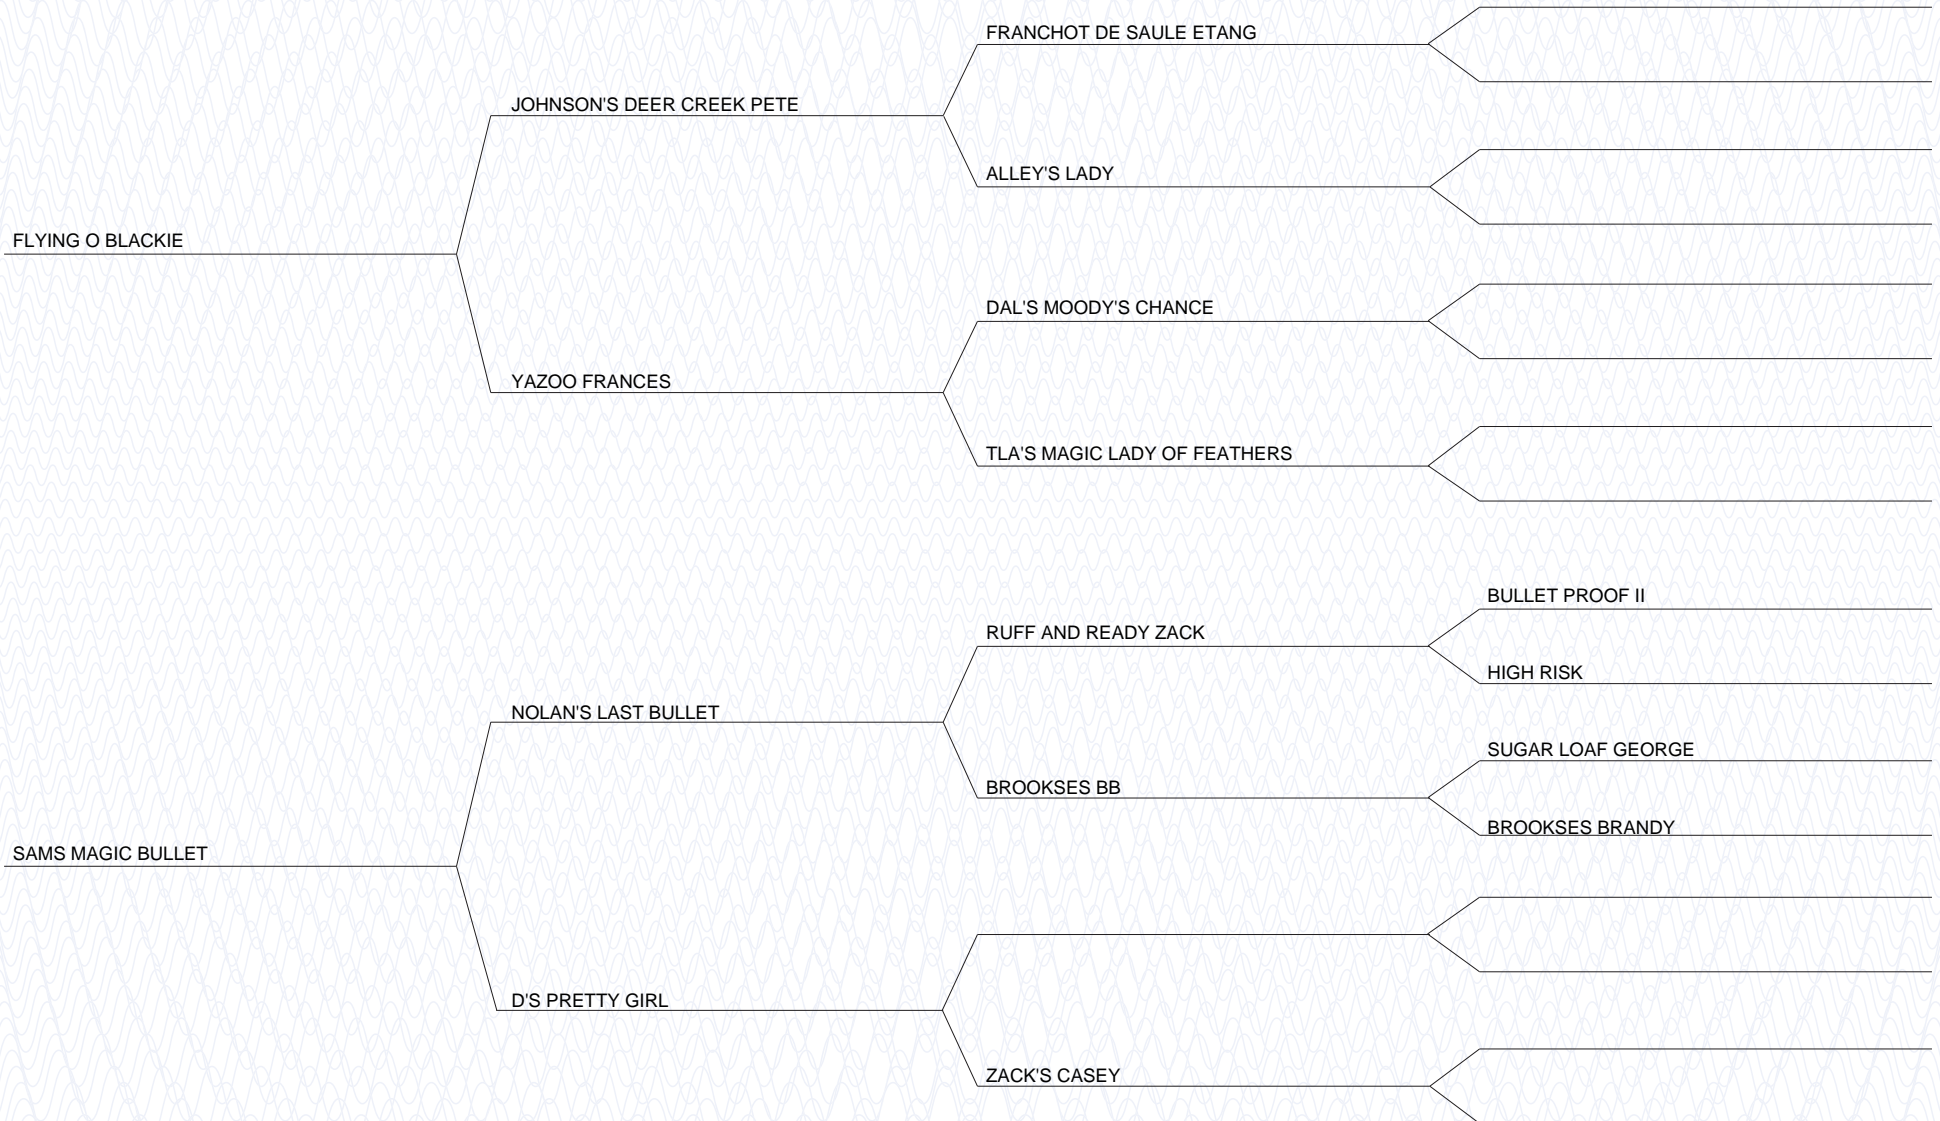 FRANCHOT DE SAULE ETANG
JOHNSON'S DEER CREEK PETE
ALLEY'S LADY
FLYING O BLACKIE
DAL'S MOODY'S CHANCE
YAZOO FRANCES
TLA'S MAGIC LADY OF FEATHERS
BULLET PROOF II
RUFF AND READY ZACK
HIGH RISK
NOLAN'S LAST BULLET
SUGAR LOAF GEORGE
BROOKSES BB
BROOKSES BRANDY
SAMS MAGIC BULLET
D'S PRETTY GIRL
ZACK'S CASEY